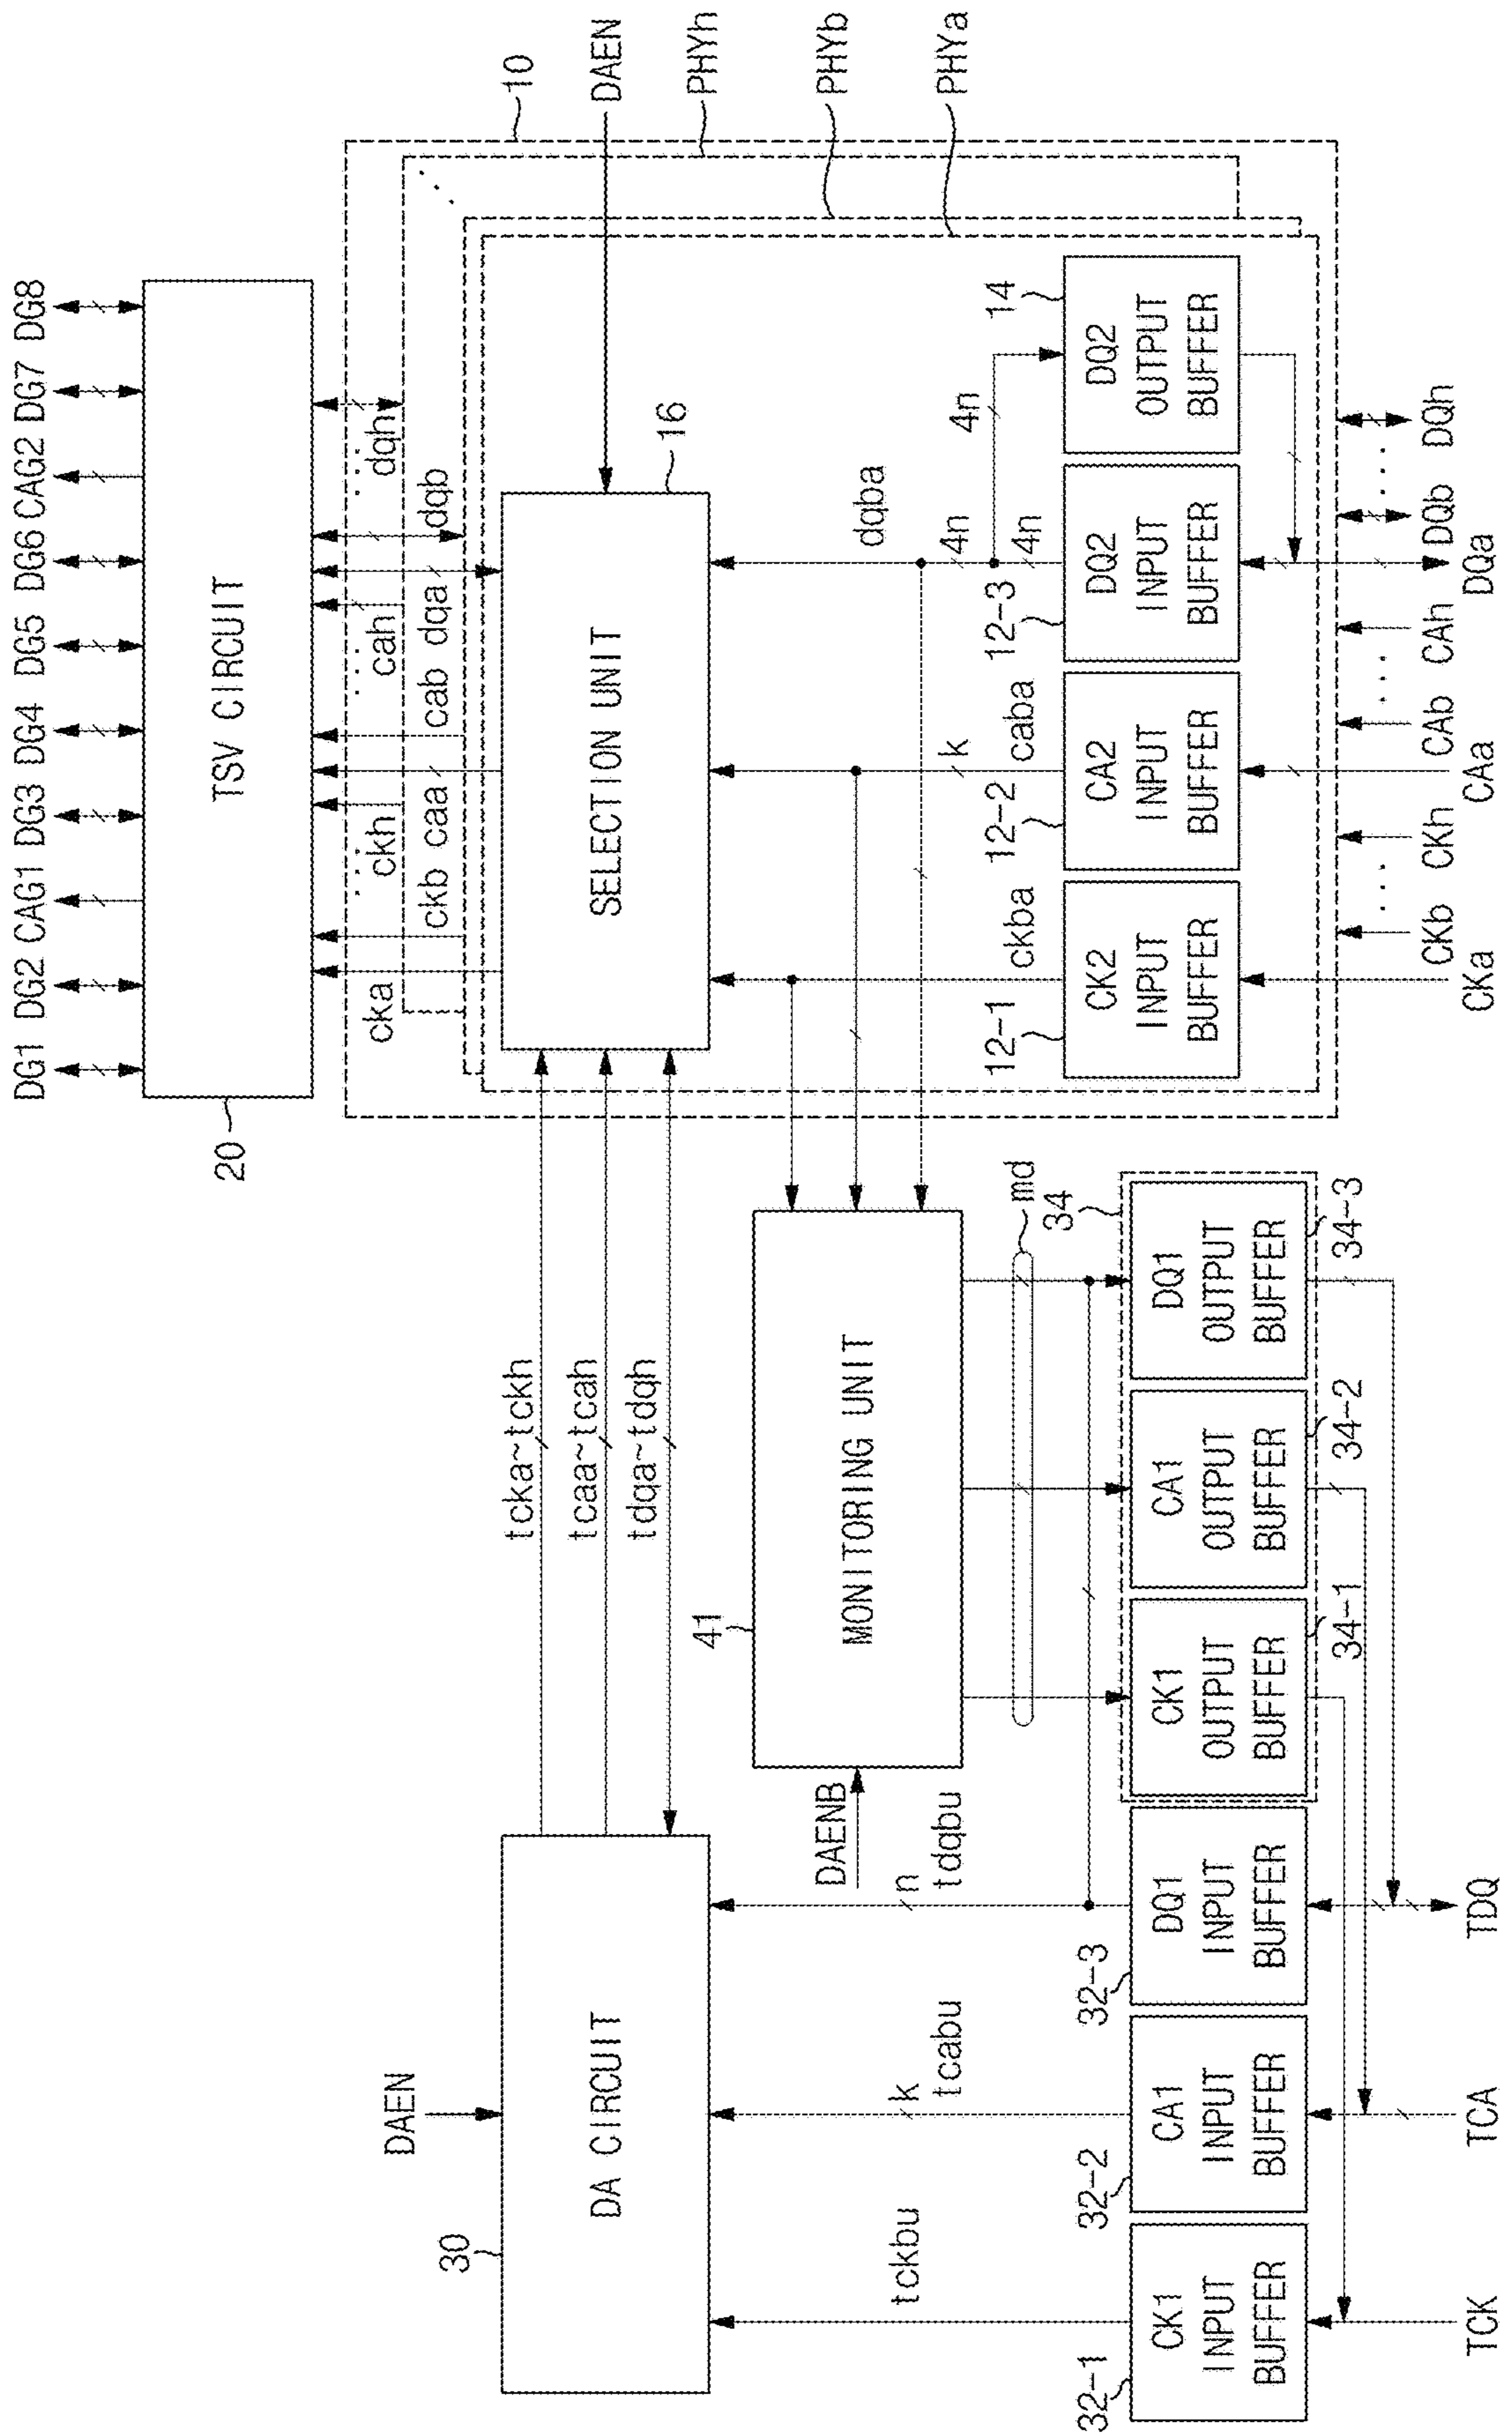 DG1 DG2 CAG1 DG3 DG4 DG5 DG6 CAG2 DG7 DG8
20
TSV CIRCUIT
10
DAEN
PHYh
PHYb
PHYa
cka
ckb
ckh
caa
cab
cah
dqa
dqb
dqh
SELECTION UNIT
16
DAEN
30
DA CIRCUIT
tcka~tckh
tcaa~tcah
tdqa~tdqh
ckba
caba
k
dqba
4n
4n
4n
12-1
CK2
INPUT
BUFFER
12-2
CA2
INPUT
BUFFER
12-3
DQ2
INPUT
BUFFER
14
DQ2
OUTPUT
BUFFER
41
MONITORING UNIT
DAENB
md
34
tckbu
k
tcabu
n
tdqbu
32-1
CK1
INPUT
BUFFER
32-2
CA1
INPUT
BUFFER
32-3
DQ1
INPUT
BUFFER
CK1
OUTPUT
BUFFER
34-1
CA1
OUTPUT
BUFFER
34-2
DQ1
OUTPUT
BUFFER
34-3
CKb CKh CAb CAh DQb DQh
TCK TCA TDQ CKa CAa DQa